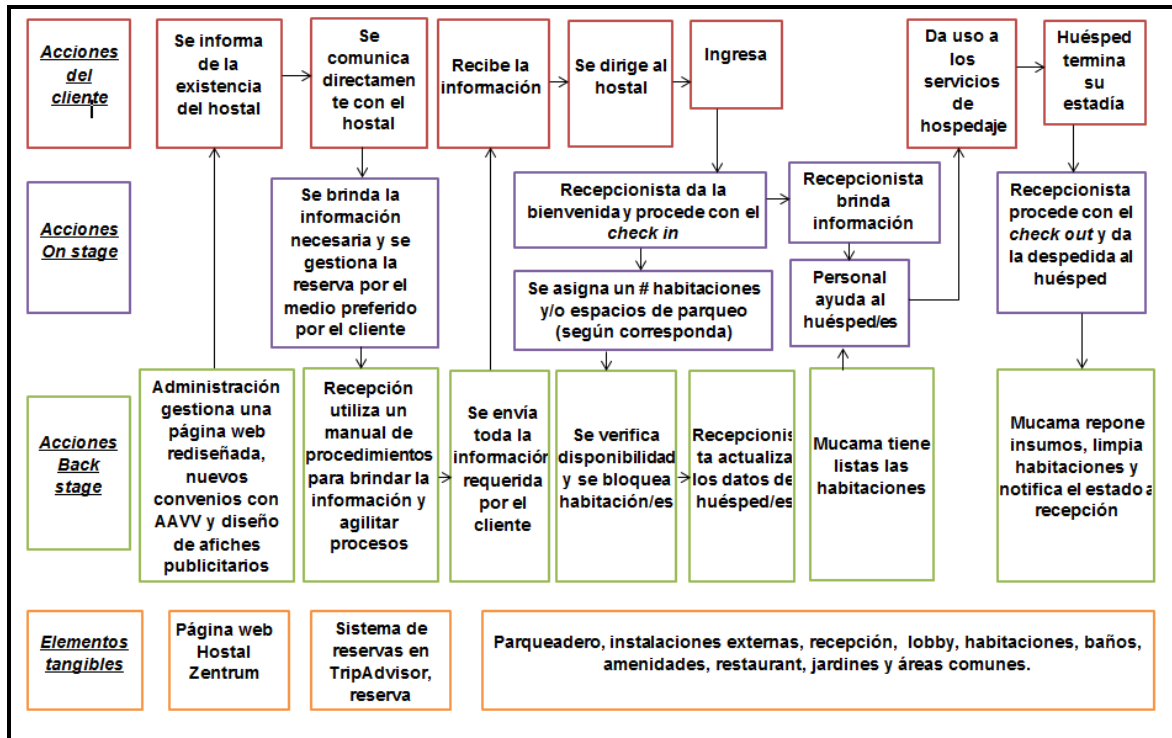 Acciones
del
cliente
Se informa
de la
existencia
del hostal
Se
comunica
directame
nte con el
hostal
Recibe la
información
Se dirige al
hostal
Ingresa
Da uso a
los
servicios
de
hospedaje
Huésped
termina
su
estadía
Acciones
On stage
Se brinda la
información
necesaria y se
gestiona la
reserva por el
medio preferido
por el cliente
Recepcionista da la
bienvenida y procede con el
check in
Recepcionista
brinda
información
Se asigna un # habitaciones
y/o espacios de parqueo
(según corresponda)
Personal
ayuda al
huésped/es
Recepcionista
procede con el
check out y da
la despedida al
huésped
Acciones
Back
stage
Administración
gestiona una
página web
rediseñada,
nuevos
convenios con
AAVV y diseño
de afiches
publicitarios
Recepción
utiliza un
manual de
procedimientos
para brindar la
información y
agilitar
procesos
Se envía
toda la
información
requerida
por el
cliente
Se verifica
disponibilidad
y se bloquea
habitación/es
Recepcionis
ta actualiza
los datos de
huésped/es
Mucama tiene
listas las
habitaciones
Mucama repone
insumos, limpia
habitaciones y
notifica el estado a
recepción
Elementos
tangibles
Página web
Hostal
Zentrum
Sistema de
reservas en
TripAdvisor,
reserva
Parqueadero, instalaciones externas, recepción, lobby, habitaciones, baños,
amenidades, restaurant, jardines y áreas comunes.